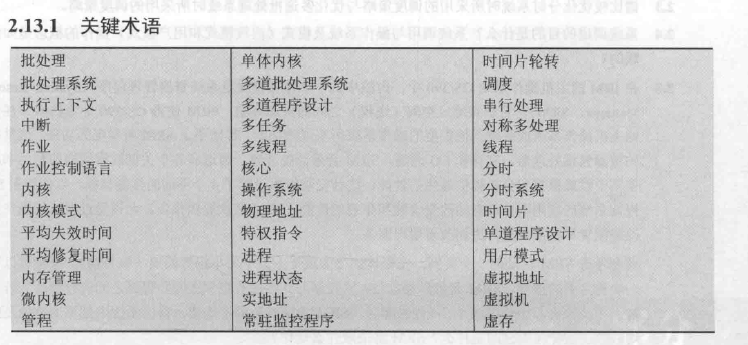 2.13.1 关键术语
批处理 单体内核 时间片轮转
批处理系统 多道批处理系统 调度
执行上下文 多道程序设计 串行处理
中断 多任务 对称多处理
作业 多线程 线程
作业控制语言 核心 分时
内核 操作系统 分时系统
内核模式 物理地址 时间片
平均失效时间 特权指令 单道程序设计
平均修复时间 进程 用户模式
内存管理 进程状态 虚拟地址
微内核 实地址 虚拟机
管程 常驻监控程序 虚存